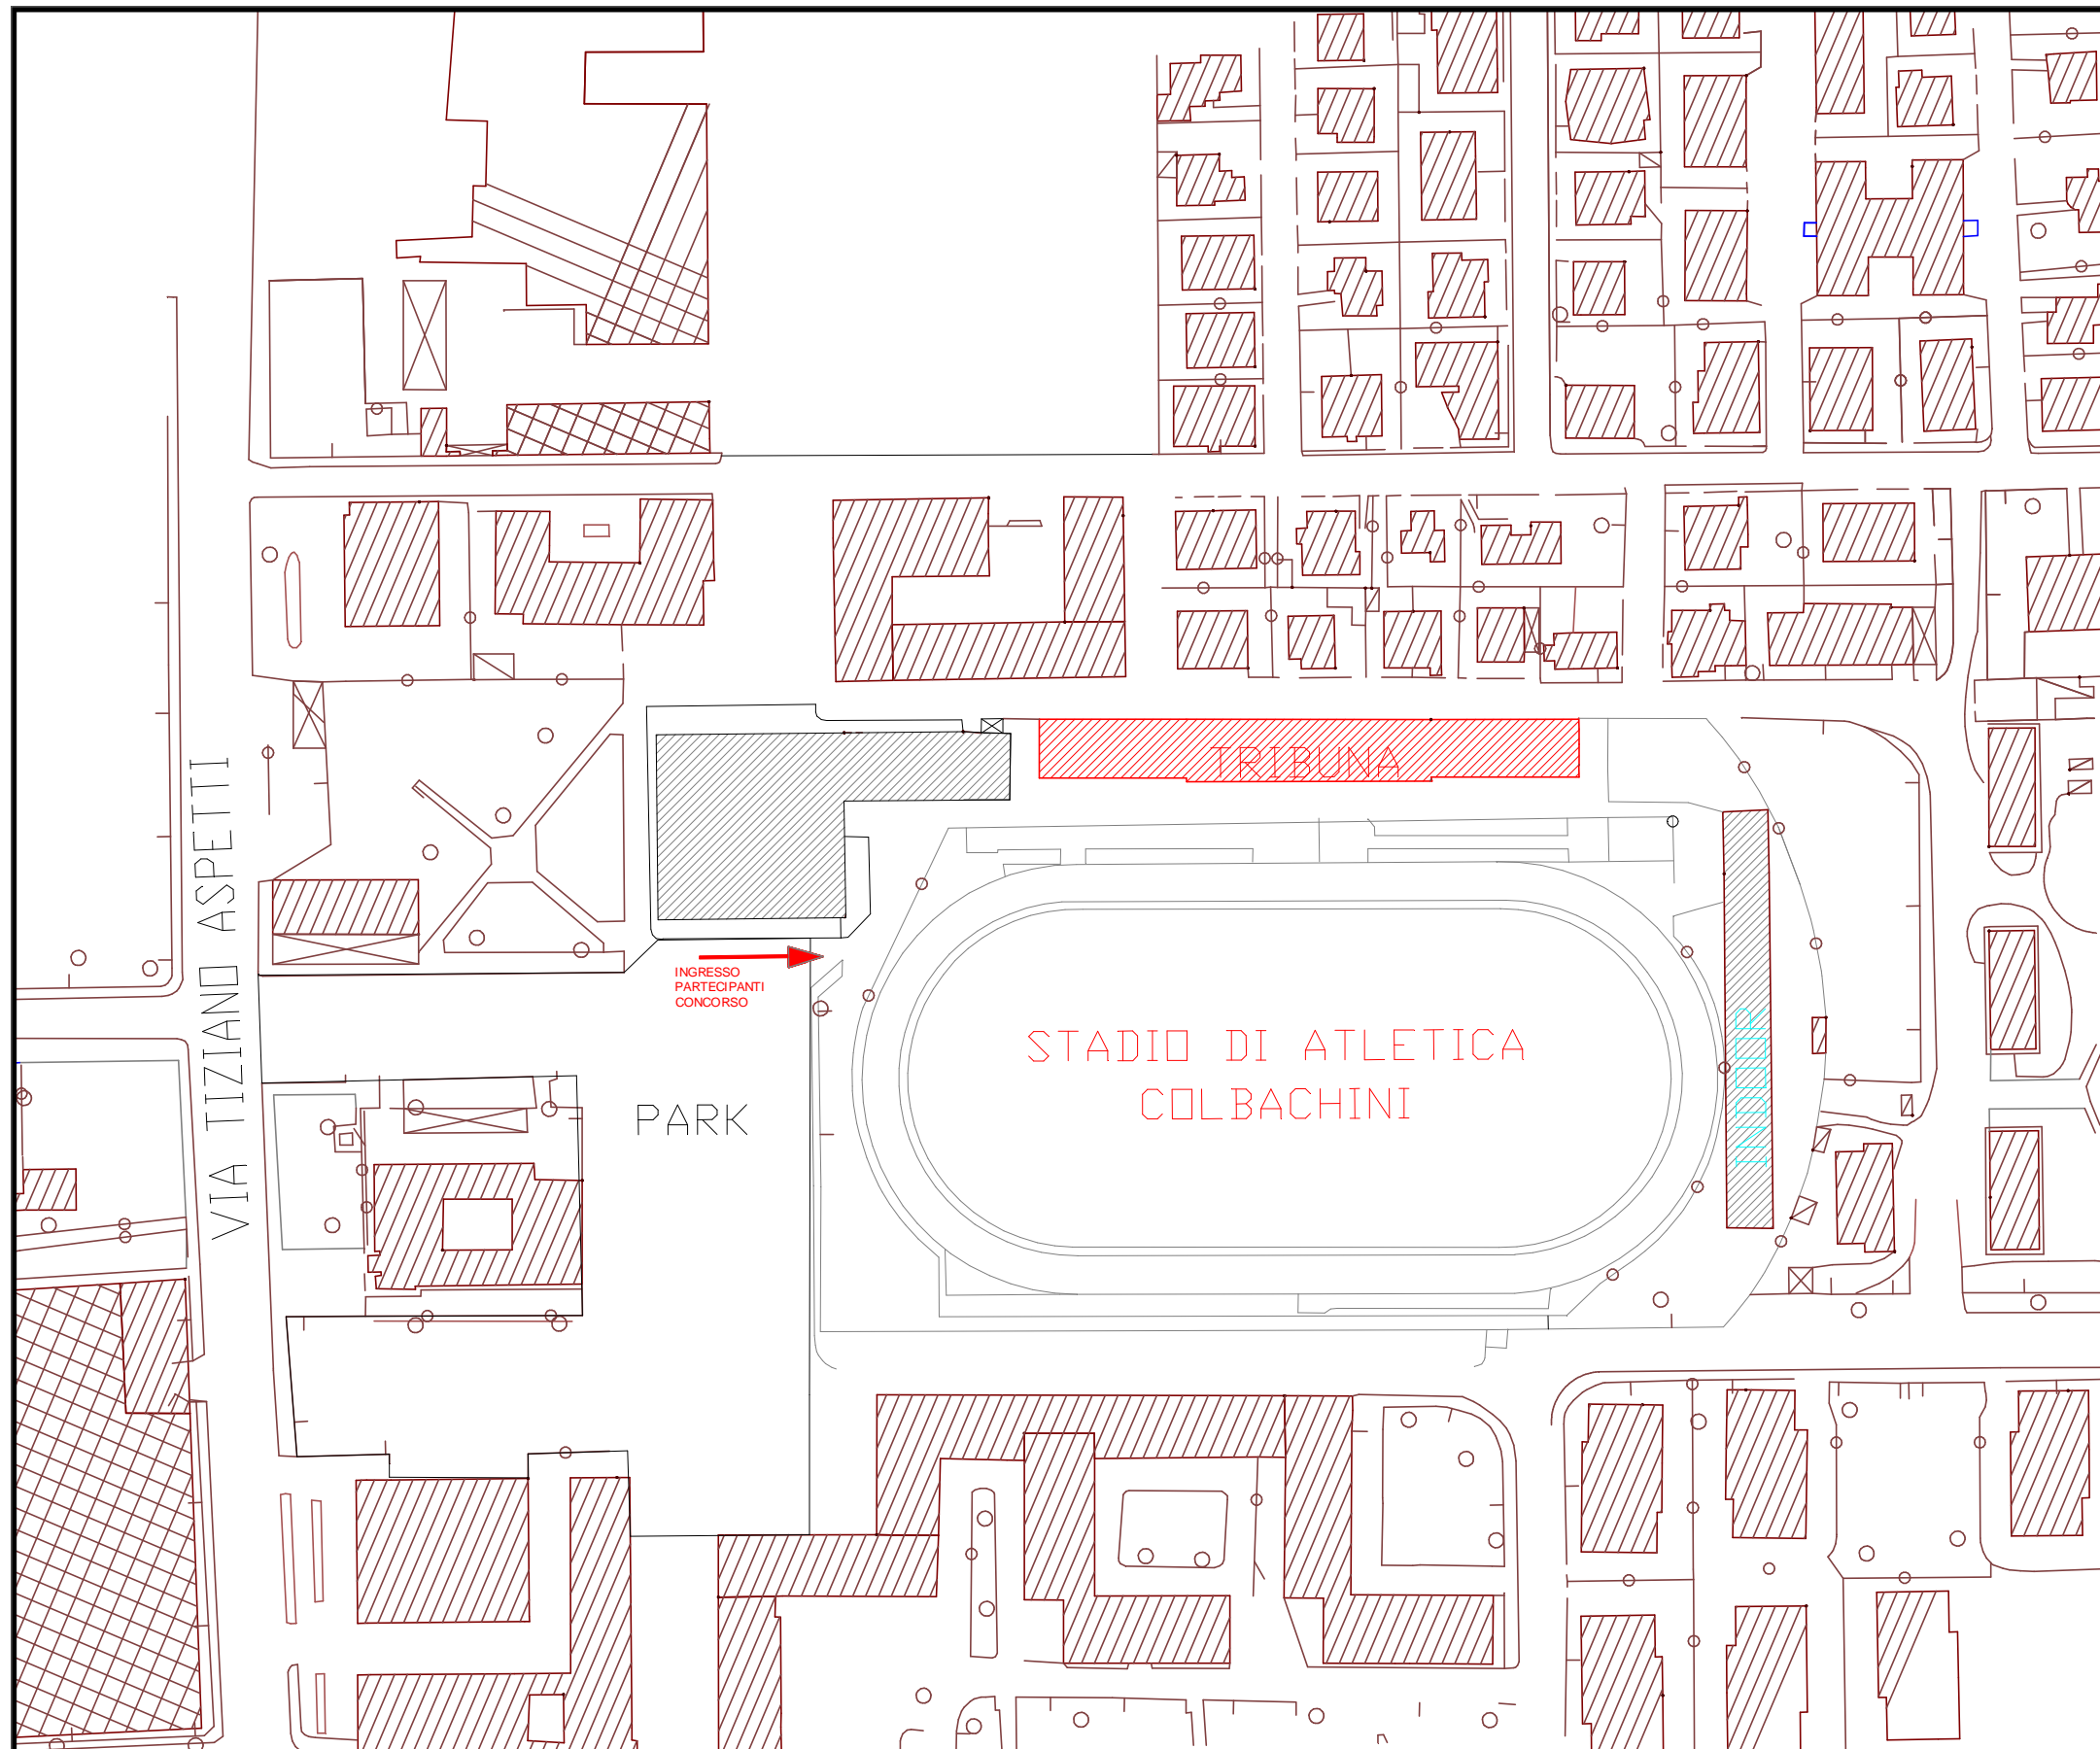 TRIBUNA
VIA TIZIANO ASPETTI
INGRESSO
PARTECIPANTI
CONCORSO
STADIO DI ATLETICA
COLBACHINI
INDOOR
PARK